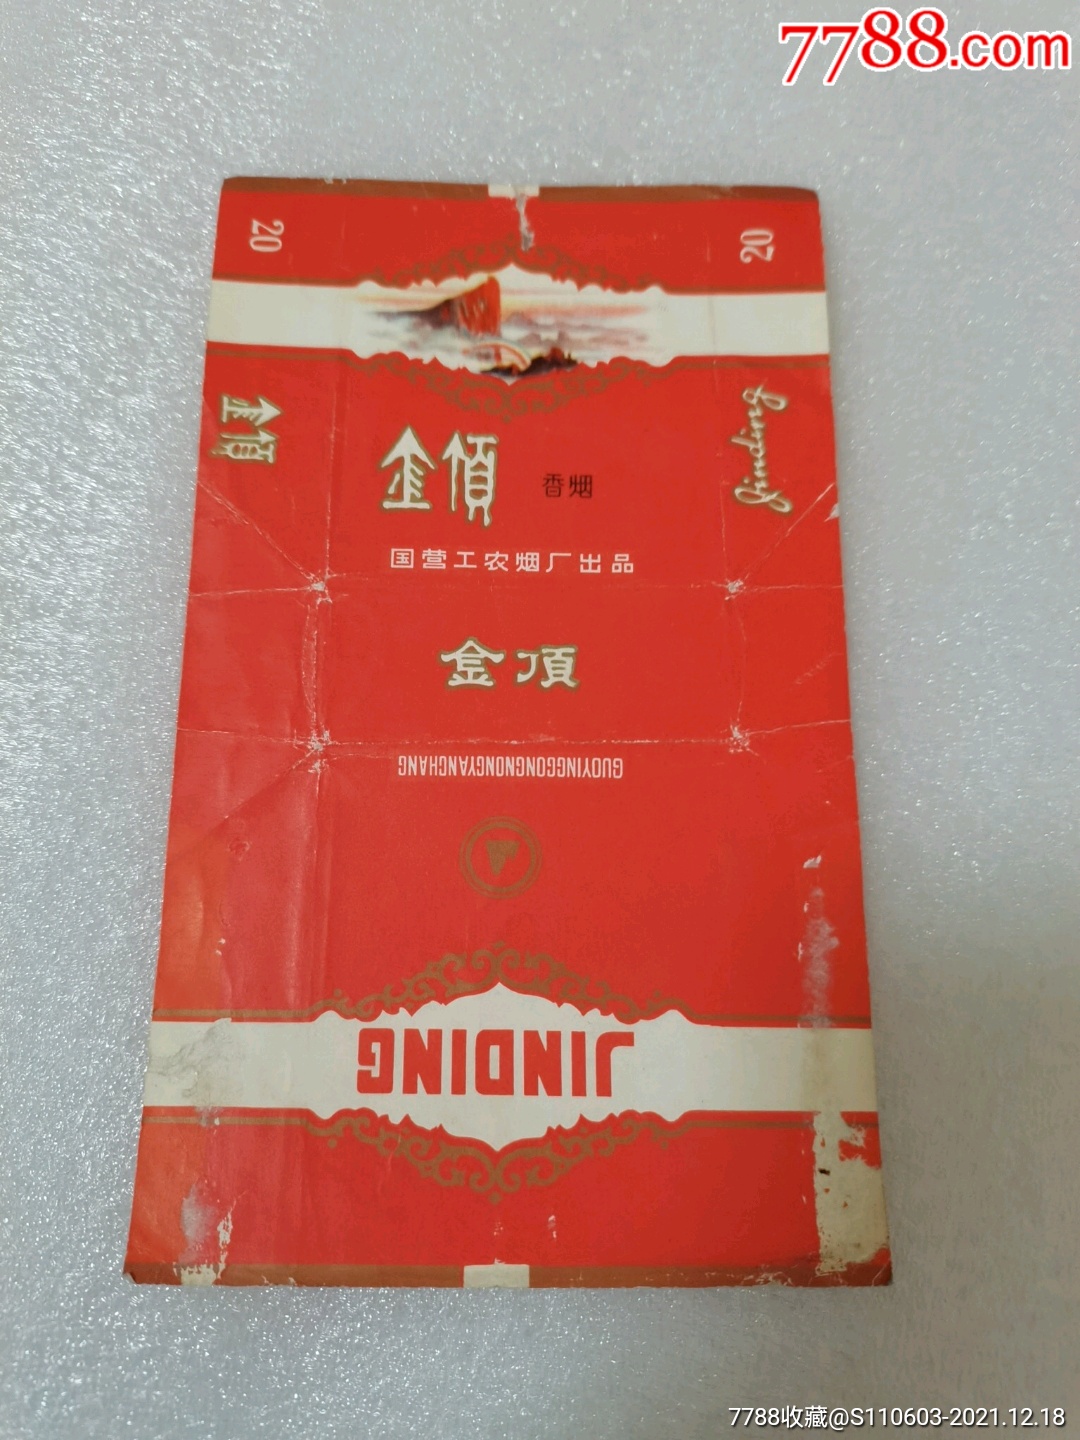 7788.com
20
20
金頂
金頂
香烟
Jinding
国营工农烟厂出品
金頂
GUOYINGGONGNONGYANCHANG
JINDING
7788收藏@S110603-2021.12.18